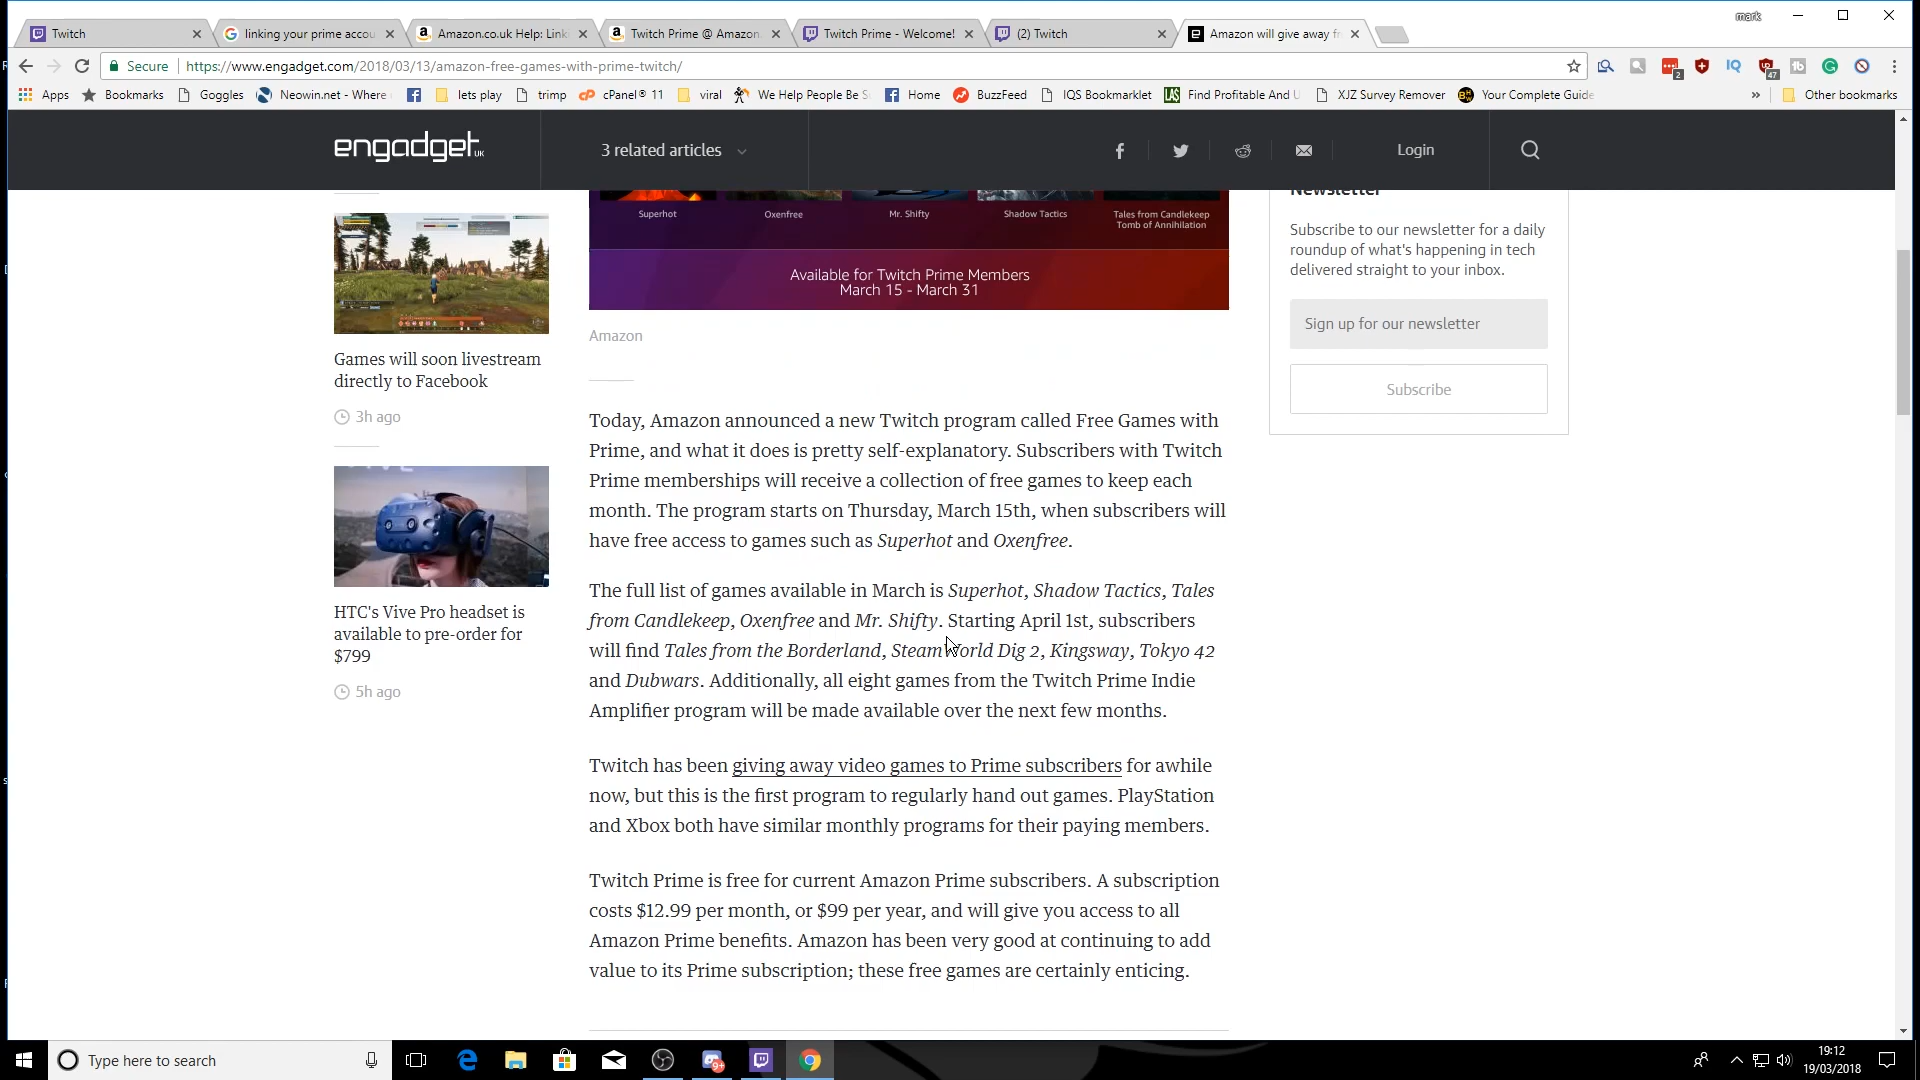 mark
Twitch
linking your prime accou
Amazon.co.uk Help: Link
Twitch Prime @ Amazon.
Twitch Prime - Welcome!
(2) Twitch
Amazon will give away fr
Secure
https://www.engadget.com/2018/03/13/amazon-free-games-with-prime-twitch/
2
IQ
47
Apps
Bookmarks
Goggles
Neowin.net - Where
lets play
trimp
cPanel® 11
viral
We Help People Be S
Home
BuzzFeed
IQS Bookmarklet
LAS
Find Profitable And U
XJZ Survey Remover
Your Complete Guide
»
Other bookmarks
engadget UK
3 related articles
Login
Superhot
Oxenfree
Mr. Shifty
Shadow Tactics
Tales from Candlekeep
Tomb of Annihilation
Available for Twitch Prime Members
March 15 - March 31
Amazon
Games will soon livestream
directly to Facebook
3h ago
HTC's Vive Pro headset is
available to pre-order for
$799
5h ago
Today, Amazon announced a new Twitch program called Free Games with
Prime, and what it does is pretty self-explanatory. Subscribers with Twitch
Prime memberships will receive a collection of free games to keep each
month. The program starts on Thursday, March 15th, when subscribers will
have free access to games such as Superhot and Oxenfree.
The full list of games available in March is Superhot, Shadow Tactics, Tales
from Candlekeep, Oxenfree and Mr. Shifty. Starting April 1st, subscribers
will find Tales from the Borderland, SteamWorld Dig 2, Kingsway, Tokyo 42
and Dubwars. Additionally, all eight games from the Twitch Prime Indie
Amplifier program will be made available over the next few months.
Twitch has been giving away video games to Prime subscribers for awhile
now, but this is the first program to regularly hand out games. PlayStation
and Xbox both have similar monthly programs for their paying members.
Twitch Prime is free for current Amazon Prime subscribers. A subscription
costs $12.99 per month, or $99 per year, and will give you access to all
Amazon Prime benefits. Amazon has been very good at continuing to add
value to its Prime subscription; these free games are certainly enticing.
Newsletter
Subscribe to our newsletter for a daily
roundup of what's happening in tech
delivered straight to your inbox.
Sign up for our newsletter
Subscribe
Type here to search
9+
19:12
19/03/2018